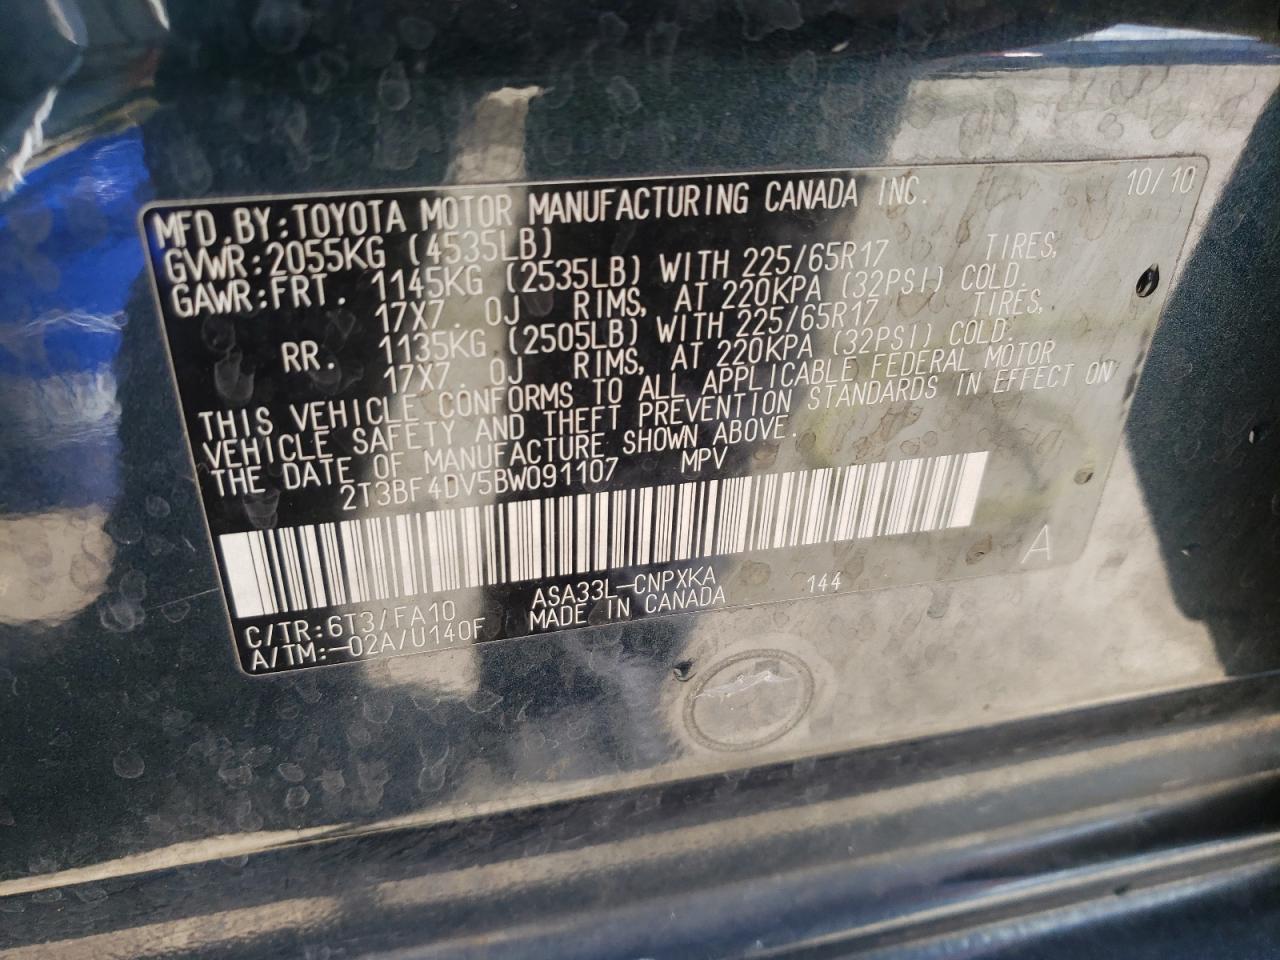 MFD.BY:TOYOTA MOTOR MANUFACTURING CANADA INC. 10/10
GVWR:2055KG (4535LB)
GAWR:FRT. 1145KG (2535LB) WITH 225/65R17 TIRES,
17X7. 0J RIMS, AT 220KPA (32PSI) COLD.
RR. 1135KG (2505LB) WITH 225/65R17 TIRES,
17X7. 0J RIMS, AT 220KPA (32PSI) COLD.
THIS VEHICLE CONFORMS TO ALL APPLICABLE FEDERAL MOTOR
VEHICLE SAFETY AND THEFT PREVENTION STANDARDS IN EFFECT ON
THE DATE OF MANUFACTURE SHOWN ABOVE.
2T3BF4DV5BW091107 MPV
A
C/TR:6T3/FA10 ASA33L-CNPXKA 144
A/TM:-02A/U140F MADE IN CANADA